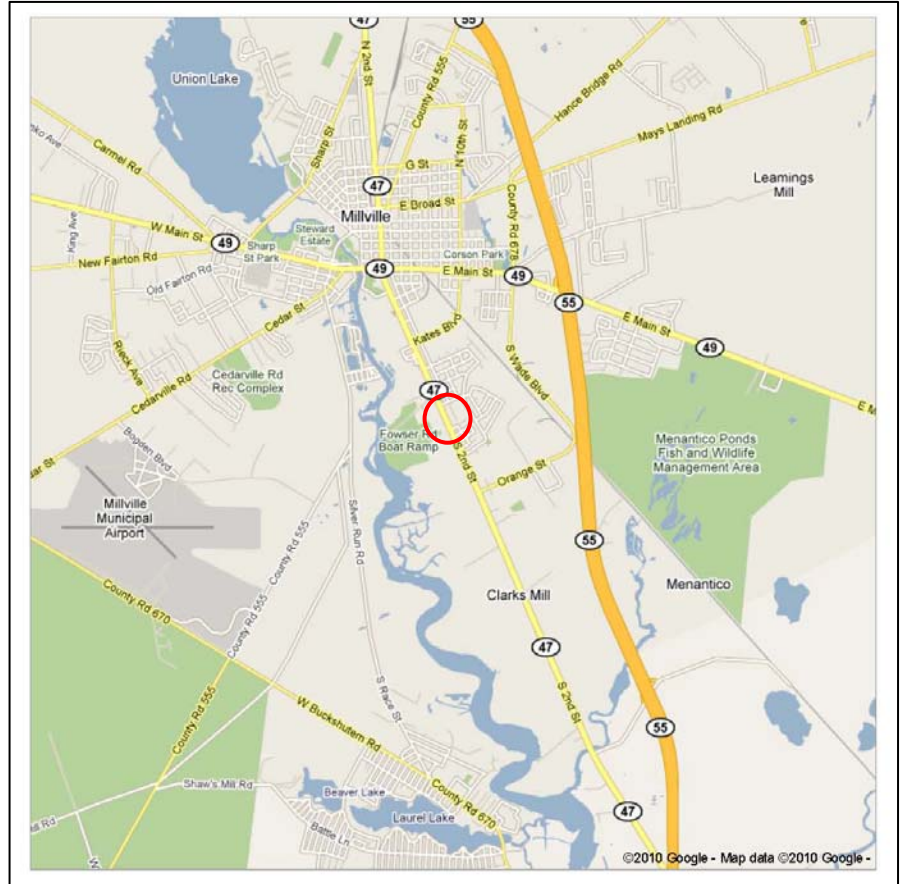 47
55
N 2nd St
County Rd 555
Union Lake
Hance Bridge Rd
Sharp St
N 10th St
Mays Landing Rd
Carmel Rd
G St
47
Leamings
Mill
E Broad St
Millville
County Rd 678
King Ave
W Main St
49
Steward
Estate
Sharp
St Park
Corson Park
New Fairton Rd
49
E Main St
49
Old Fairton Rd
55
Cedar St
E Main St
Kates Blvd
49
Rieck Ave
S Wade Blvd
Cedarville Rd
Rec Complex
47
Cedarville Rd
E M
Fowser Rd
Boat Ramp
S 2nd St
Menantico Ponds
Fish and Wildlife
Management Area
Bogden Blvd
Orange St
Millville
Municipal
Airport
Silver Run Rd
County Rd 555
55
County Rd 670
Menantico
Clarks Mill
County Rd 555
47
S Race St
S 2nd St
W Buckshutem Rd
55
Shaw's Mill Rd
County Rd 670
Beaver Lake
Laurel Lake
47
Battle Ln
©2010 Google - Map data ©2010 Google -